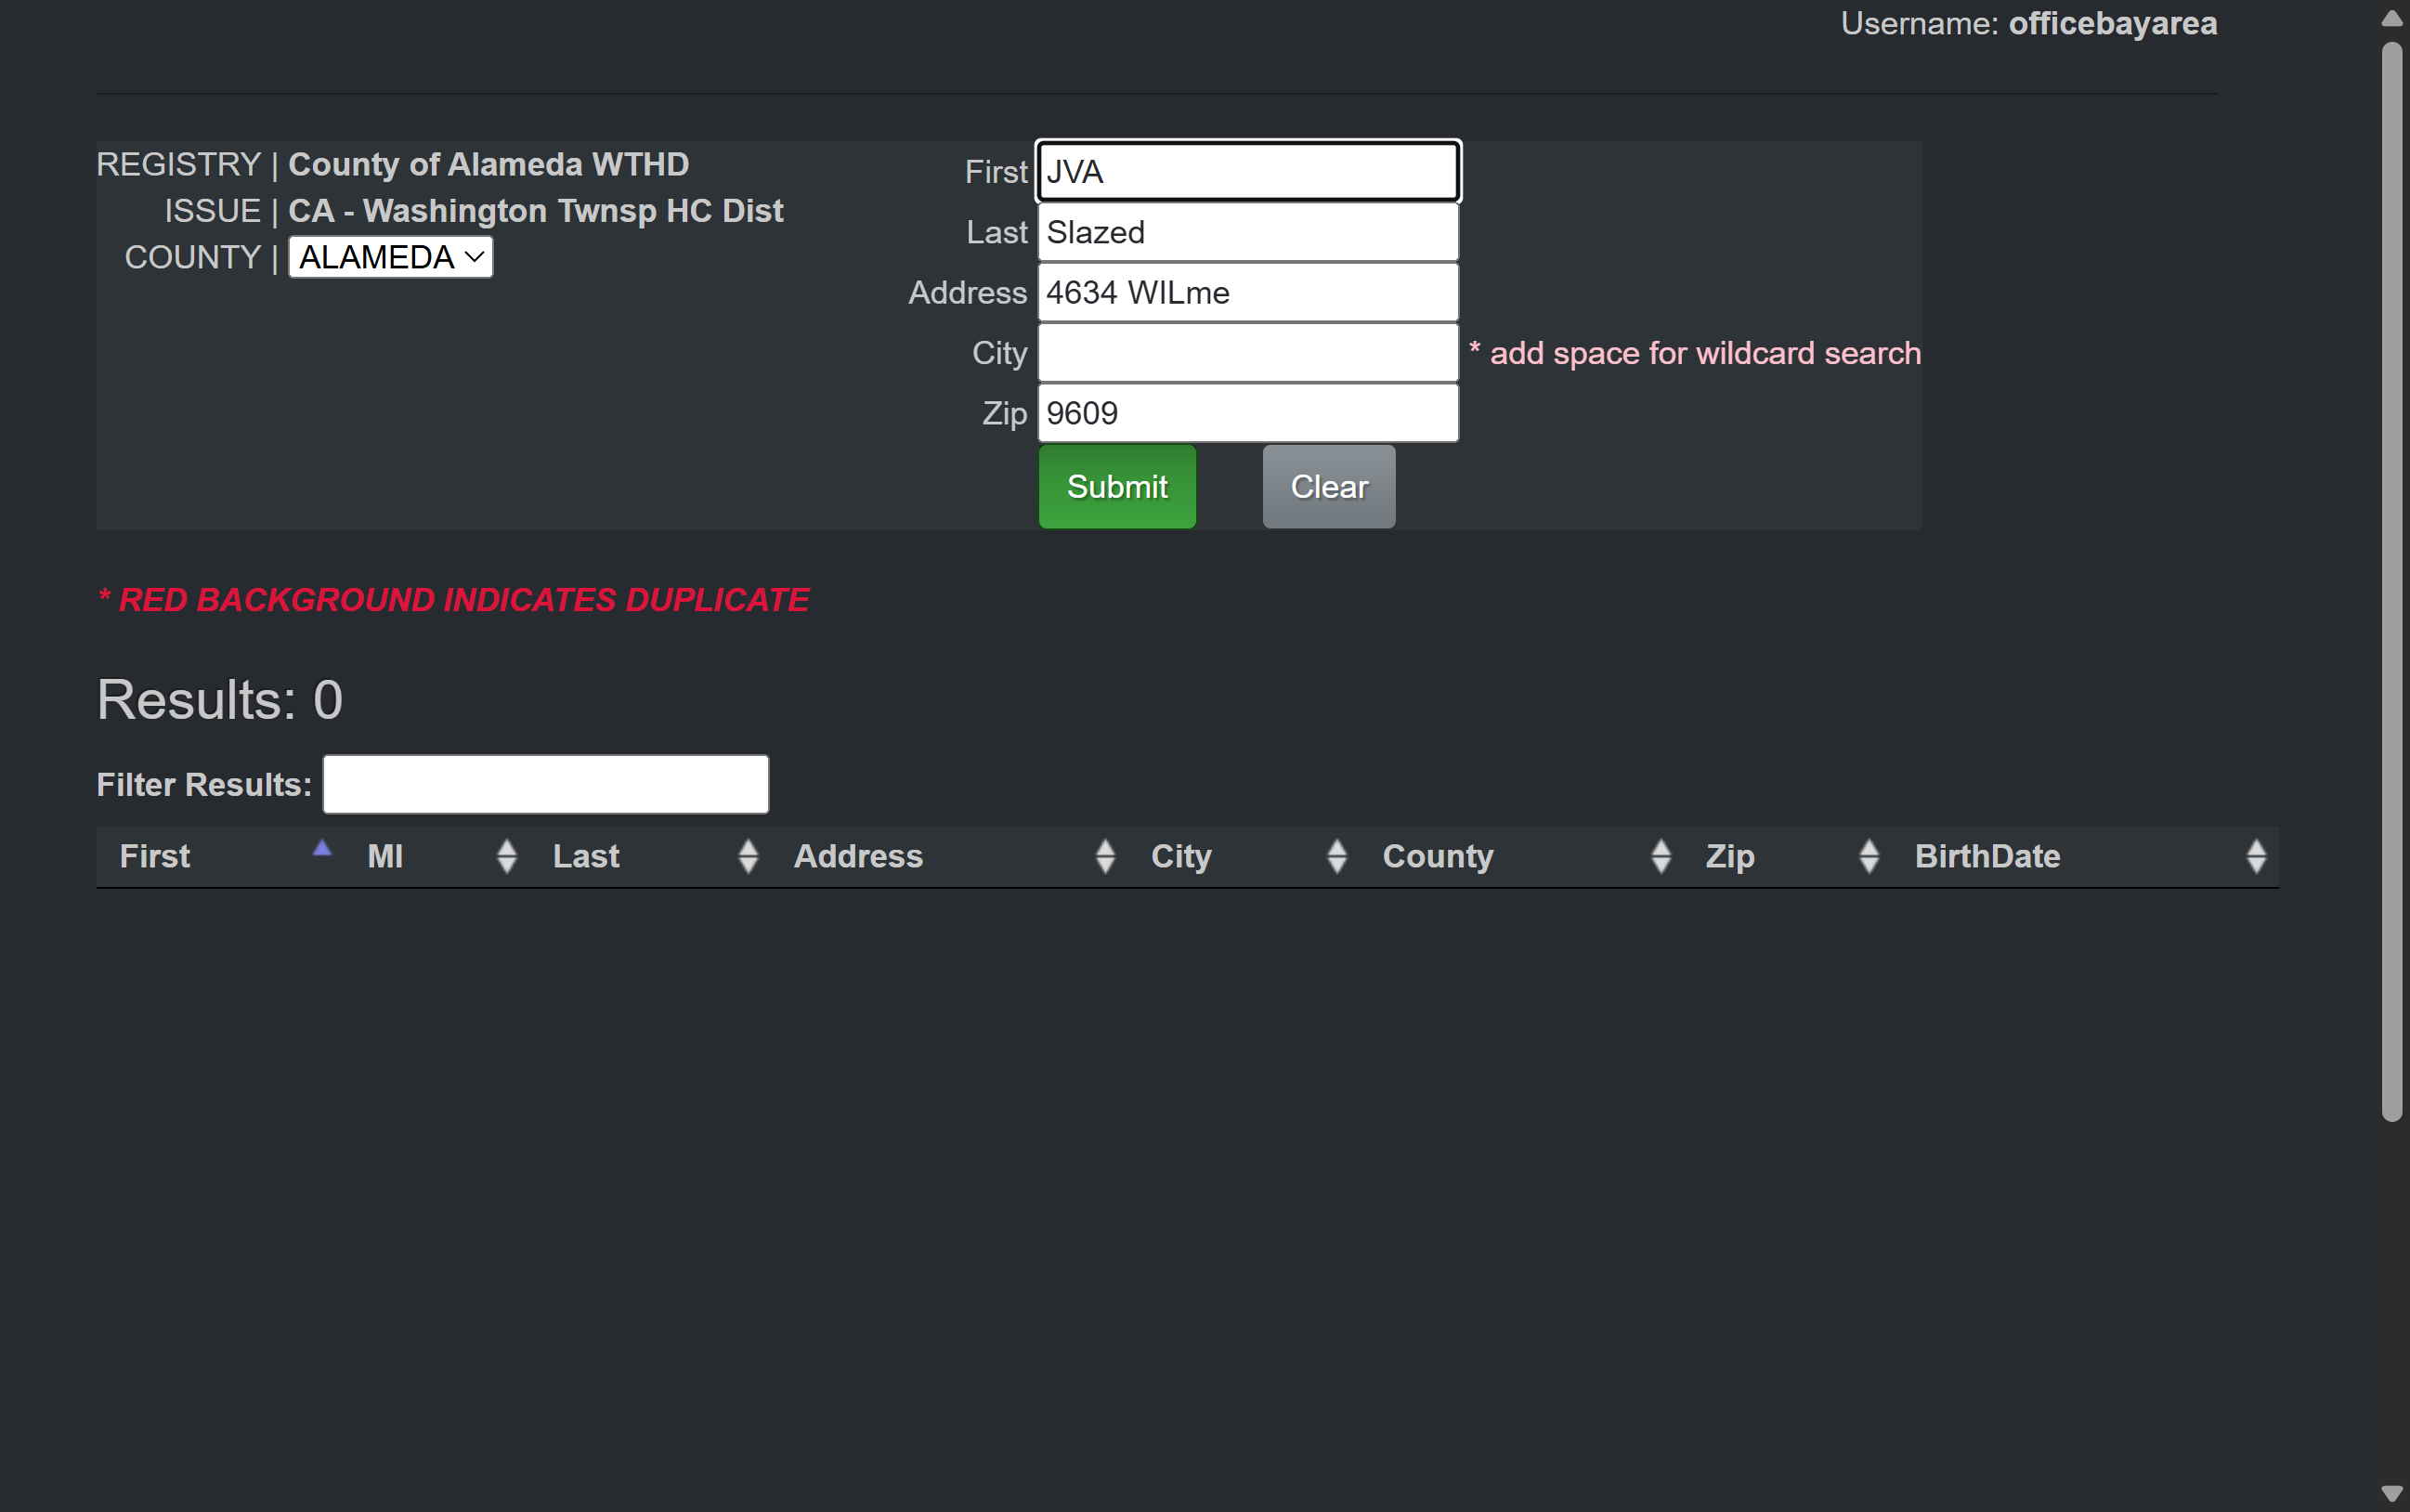 Username: officebayarea
REGISTRY | County of Alameda WTHD
ISSUE | CA - Washington Twnsp HC Dist
COUNTY | ALAMEDA
First JVA
Last Slazed
Address 4634 WILme
City * add space for wildcard search
Zip 9609
Submit Clear
* RED BACKGROUND INDICATES DUPLICATE
Results: 0
Filter Results:
First MI Last Address City County Zip BirthDate